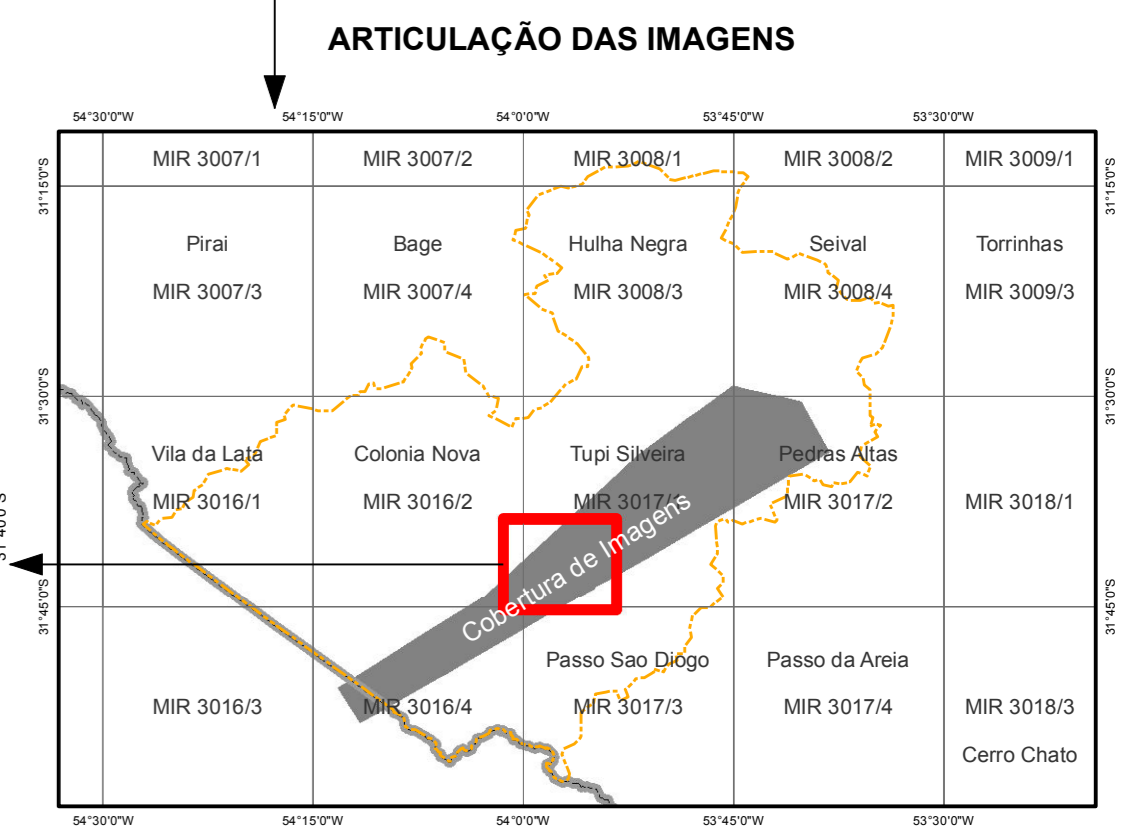 ARTICULAÇÃO DAS IMAGENS
54°30'0"W 54°15'0"W 54°0'0"W 53°45'0"W 53°30'0"W
MIR 3007/1 MIR 3007/2 MIR 3008/1 MIR 3008/2 MIR 3009/1
31°15'0"S 31°15'0"S
Pirai Bage Hulha Negra Seival Torrinhas
MIR 3007/3 MIR 3007/4 MIR 3008/3 MIR 3008/4 MIR 3009/3
31°30'0"S 31°30'0"S
Vila da Lata Colonia Nova Tupi Silveira Pedras Altas
MIR 3016/1 MIR 3016/2 MIR 3017/1 MIR 3017/2 MIR 3018/1
Cobertura de Imagens
31°45'0"S 31°45'0"S
Passo Sao Diogo Passo da Areia
MIR 3016/3 MIR 3016/4 MIR 3017/3 MIR 3017/4 MIR 3018/3
Cerro Chato
54°30'0"W 54°15'0"W 54°0'0"W 53°45'0"W 53°30'0"W